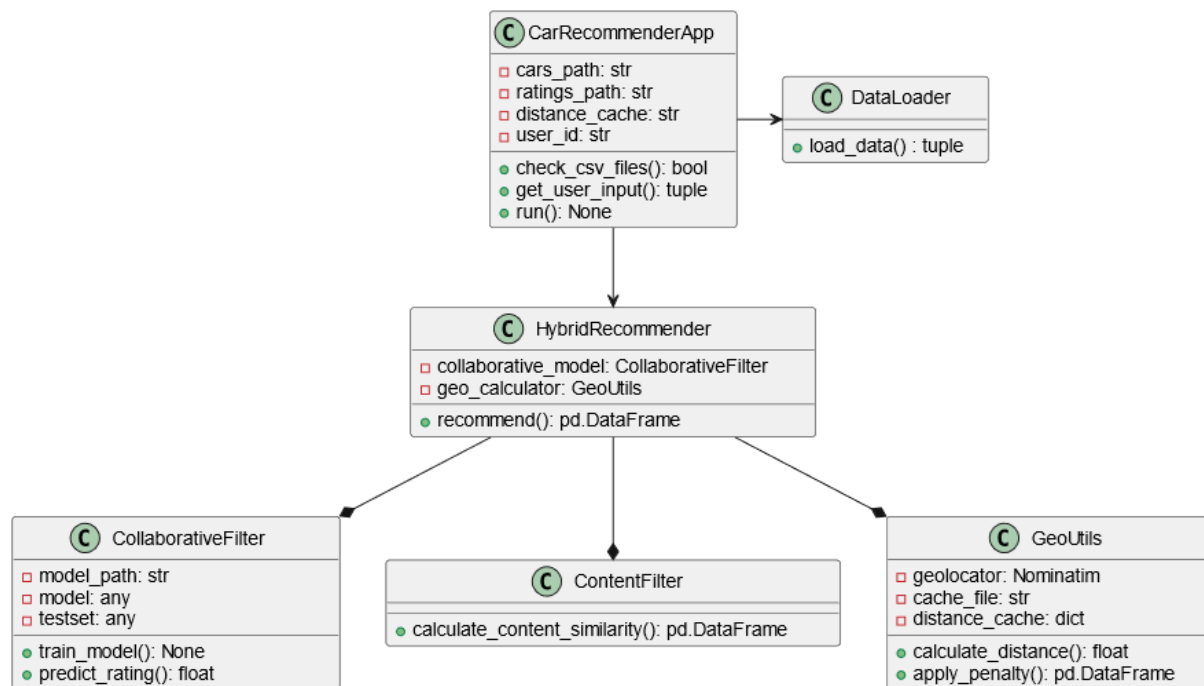 C CarRecommenderApp
cars_path: str
ratings_path: str
distance_cache: str
user_id: str
check_csv_files(): bool
get_user_input(): tuple
run(): None
C DataLoader
load_data() : tuple
C HybridRecommender
collaborative_model: CollaborativeFilter
geo_calculator: GeoUtils
recommend(): pd.DataFrame
C CollaborativeFilter
model_path: str
model: any
testset: any
train_model(): None
predict_rating(): float
C ContentFilter
calculate_content_similarity(): pd.DataFrame
C GeoUtils
geolocator: Nominatim
cache_file: str
distance_cache: dict
calculate_distance(): float
apply_penalty(): pd.DataFrame